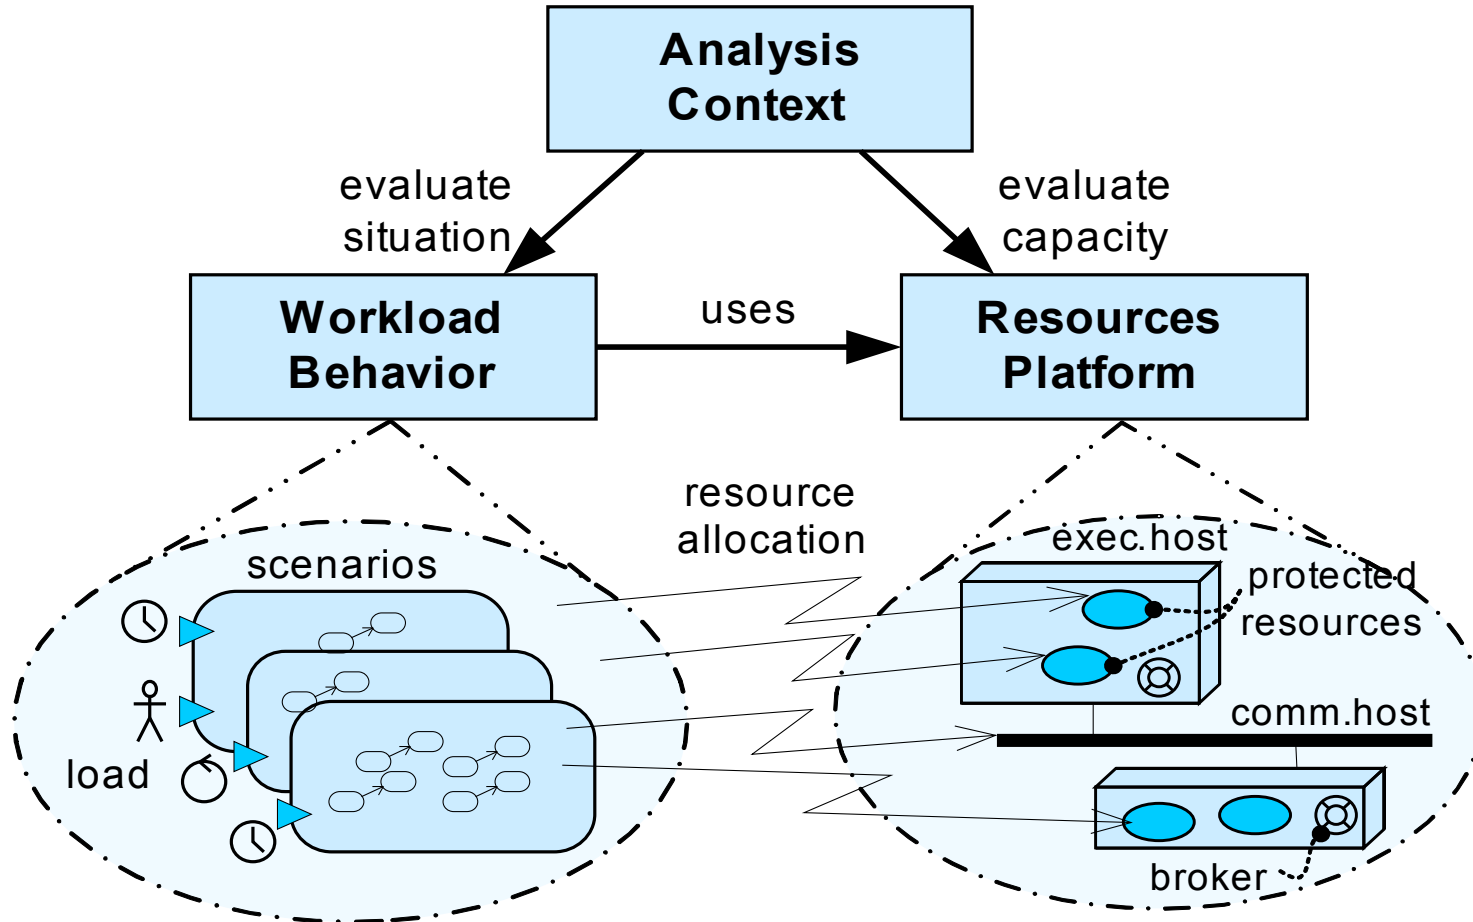 Analysis
Context
evaluate
situation
evaluate
capacity
Workload
Behavior
uses
Resources
Platform
resource
allocation
scenarios
load
exec.host
protected
resources
comm.host
broker